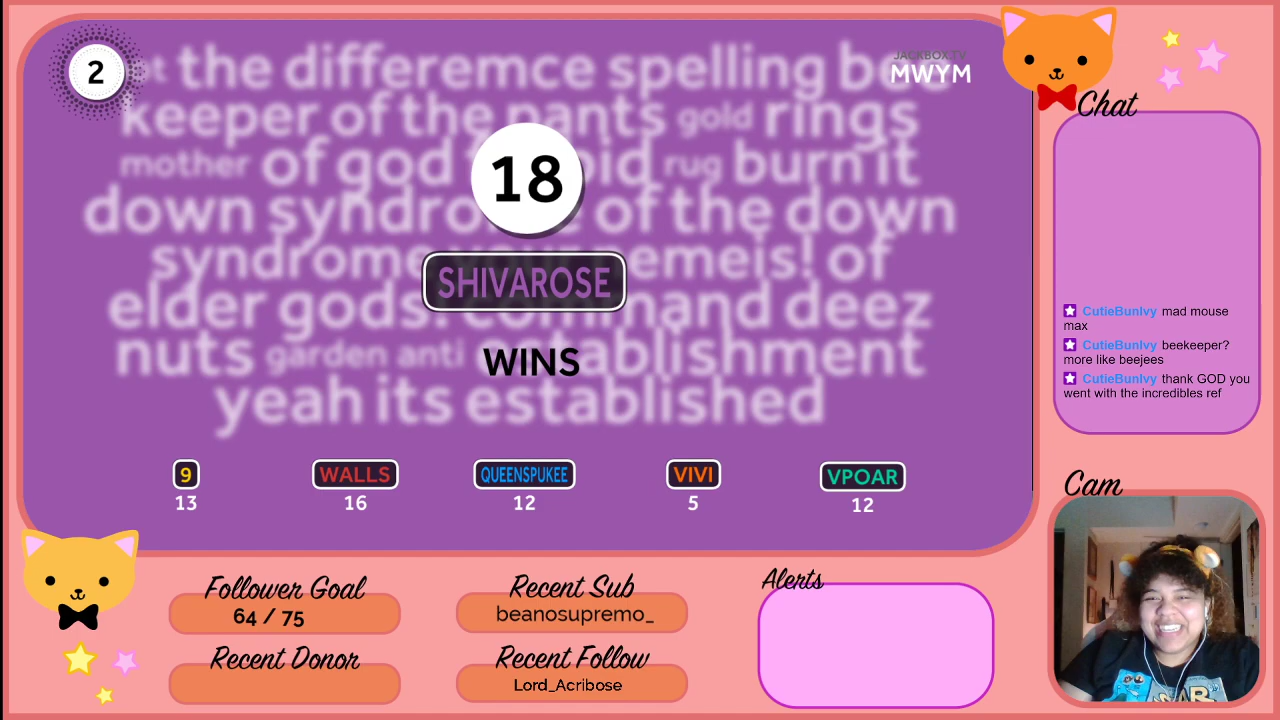 2
the differemce spelling bee
JACKBOX.TV
MWYM
keeper of the pants gold rings
mother of god rug burn it
18
down syndrome of the down
syndrome nemeis! of
SHIVAROSE
elder gods. command deez
nuts garden anti establishment
WINS
yeah its established
9
13
WALLS
16
QUEENSPUKEE
12
VIVI
5
VPOAR
12
Chat
CutieBunIvy mad mouse
max
CutieBunIvy beekeeper?
more like beejees
CutieBunIvy thank GOD you
went with the incredibles ref
Cam
Follower Goal
64 / 75
Recent Sub
beanosupremo_
Alerts
Recent Donor
Recent Follow
Lord_Acribose